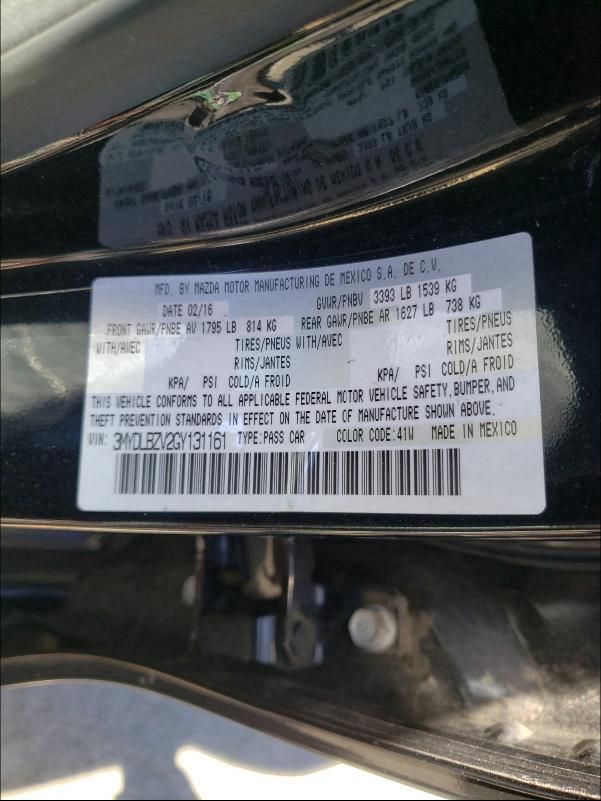 MFD. BY MAZDA MOTOR MANUFACTURING DE MEXICO S.A. DE C.V.
DATE 02/16 GVWR/PNBV 3393 LB 1539 KG
FRONT GAWR/PNBE AV 1795 LB 814 KG REAR GAWR/PNBE AR 1627 LB 738 KG
WITH/AVEC TIRES/PNEUS WITH/AVEC TIRES/PNEUS
RIMS/JANTES RIMS/JANTES
KPA/ PSI COLD/A FROID KPA/ PSI COLD/A FROID
THIS VEHICLE CONFORMS TO ALL APPLICABLE FEDERAL MOTOR VEHICLE SAFETY, BUMPER, AND
THEFT PREVENTION STANDARDS IN EFFECT ON THE DATE OF MANUFACTURE SHOWN ABOVE.
VIN: 3MYDLBZV2GY131161 TYPE:PASS CAR COLOR CODE:41W MADE IN MEXICO